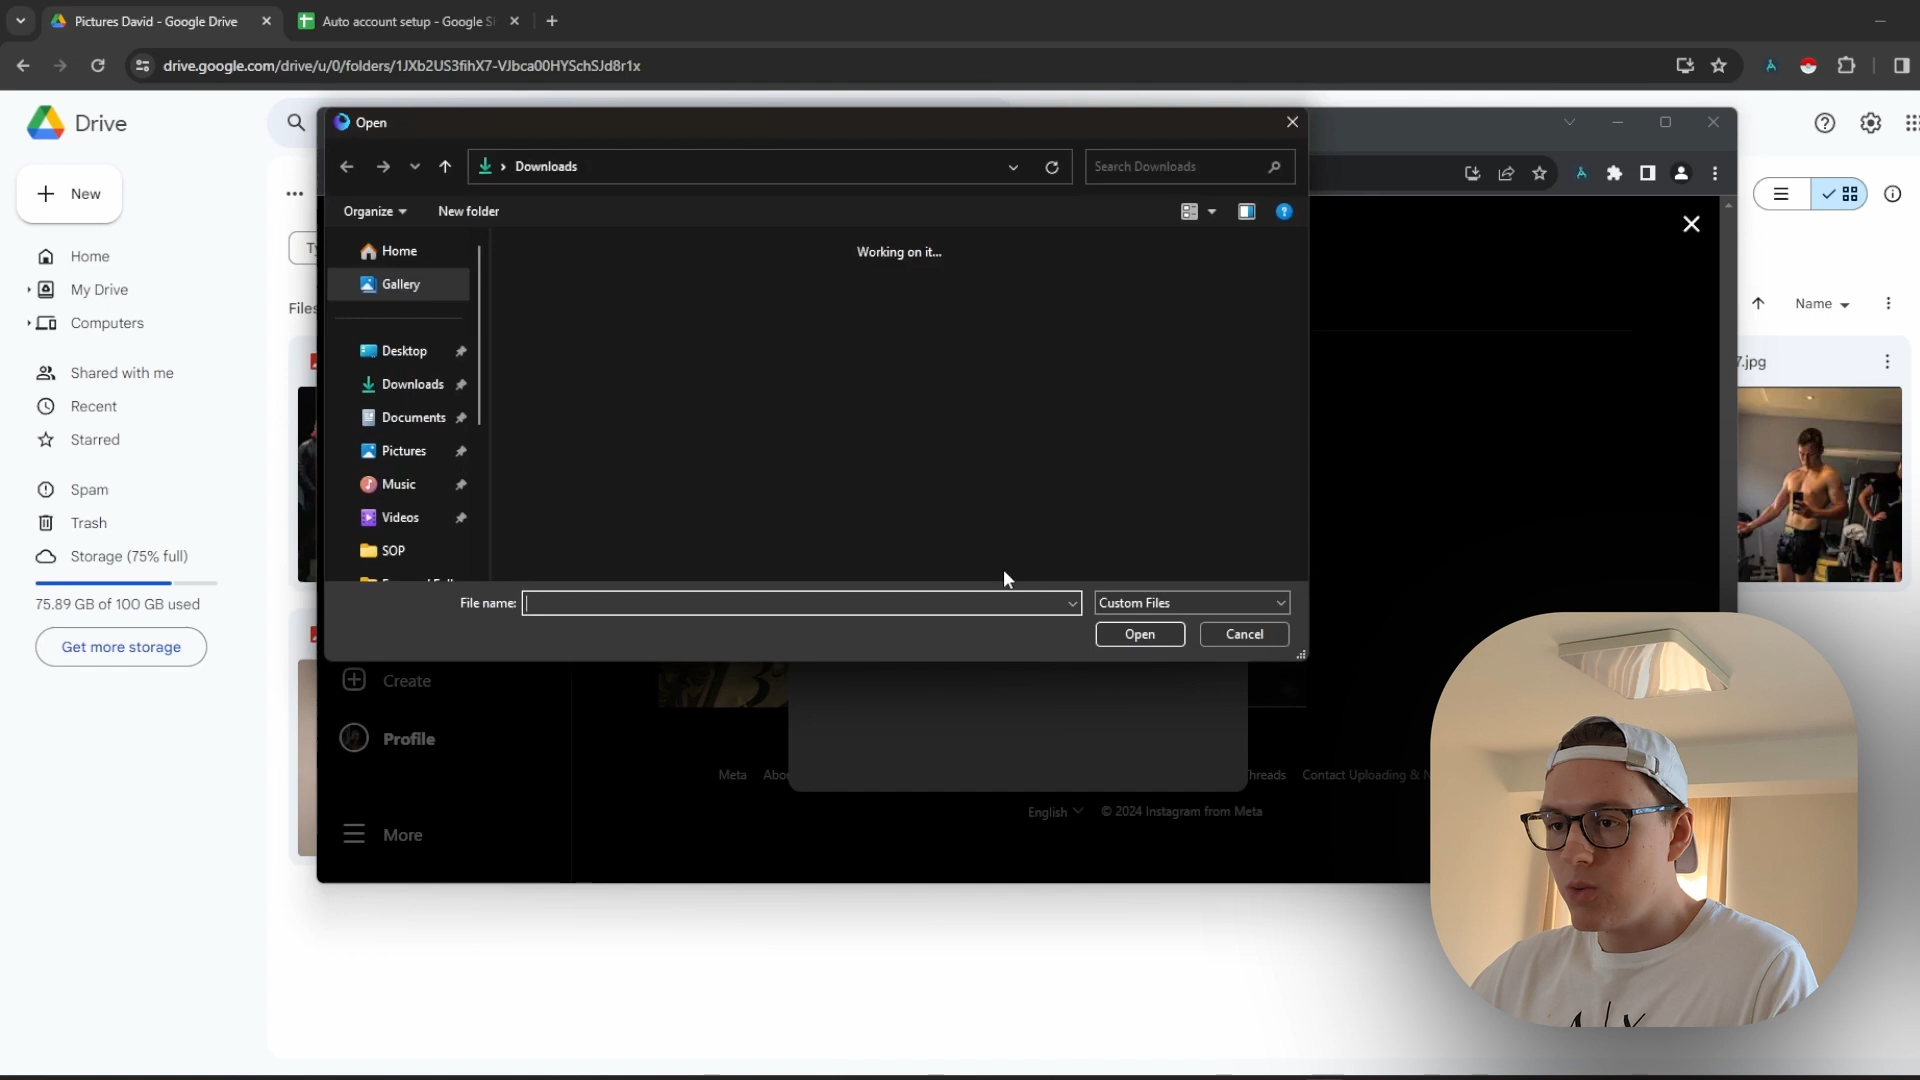 Pictures David - Google Drive
Auto account setup - Google S
drive.google.com/drive/u/0/folders/1JXb2US3fihX7-VJbca00HYSchSJd8r1x
Drive
Open
Downloads
Search Downloads
New
Organize
New folder
Home
Gallery
Working on it...
Home
My Drive
Computers
Files
Name
Desktop
7.jpg
Shared with me
Downloads
Recent
Documents
Starred
Pictures
Music
Spam
Videos
Trash
SOP
Storage (75% full)
75.89 GB of 100 GB used
File name:
Custom Files
Open
Cancel
Get more storage
Create
Profile
Meta
Abou
hreads
Contact Uploading & N
English
© 2024 Instagram from Meta
More